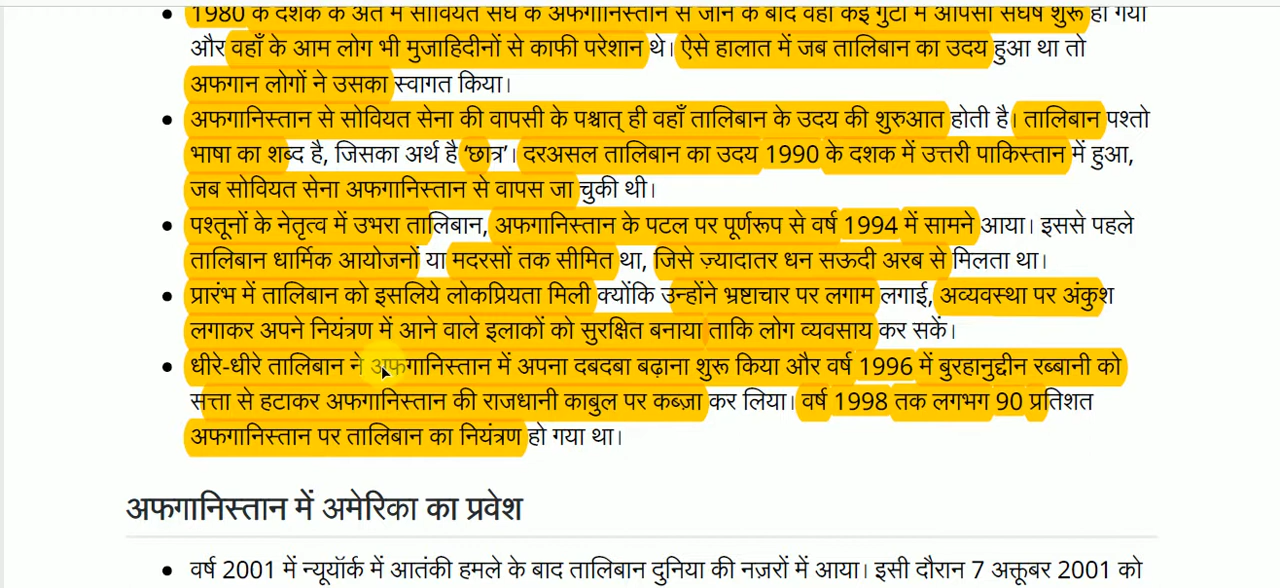 1980 के दशक के अंत में सोवियत संघ के अफगानिस्तान से जाने के बाद वहाँ कई गुटों में आपसी संघर्ष शुरू हो गया
और वहाँ के आम लोग भी मुजाहिदीनों से काफी परेशान थे। ऐसे हालात में जब तालिबान का उदय हुआ था तो
अफगान लोगों ने उसका स्वागत किया।
अफगानिस्तान से सोवियत सेना की वापसी के पश्चात् ही वहाँ तालिबान के उदय की शुरुआत होती है। तालिबान पश्तो
भाषा का शब्द है, जिसका अर्थ है ‘छात्र’। दरअसल तालिबान का उदय 1990 के दशक में उत्तरी पाकिस्तान में हुआ,
जब सोवियत सेना अफगानिस्तान से वापस जा चुकी थी।
पश्तूनों के नेतृत्व में उभरा तालिबान, अफगानिस्तान के पटल पर पूर्णरूप से वर्ष 1994 में सामने आया। इससे पहले
तालिबान धार्मिक आयोजनों या मदरसों तक सीमित था, जिसे ज़्यादातर धन सऊदी अरब से मिलता था।
प्रारंभ में तालिबान को इसलिये लोकप्रियता मिली क्योंकि उन्होंने भ्रष्टाचार पर लगाम लगाई, अव्यवस्था पर अंकुश
लगाकर अपने नियंत्रण में आने वाले इलाकों को सुरक्षित बनाया ताकि लोग व्यवसाय कर सकें।
धीरे-धीरे तालिबान ने अफगानिस्तान में अपना दबदबा बढ़ाना शुरू किया और वर्ष 1996 में बुरहानुद्दीन रब्बानी को
सत्ता से हटाकर अफगानिस्तान की राजधानी काबुल पर कब्ज़ा कर लिया। वर्ष 1998 तक लगभग 90 प्रतिशत
अफगानिस्तान पर तालिबान का नियंत्रण हो गया था।
अफगानिस्तान में अमेरिका का प्रवेश
वर्ष 2001 में न्यूयॉर्क में आतंकी हमले के बाद तालिबान दुनिया की नज़रों में आया। इसी दौरान 7 अक्तूबर 2001 को